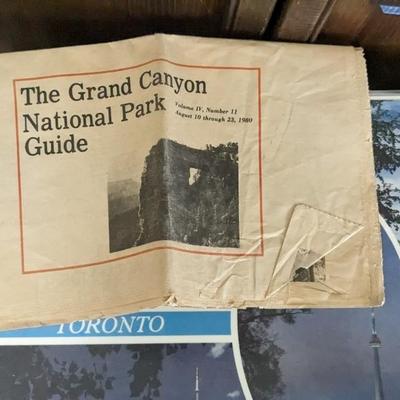 The Grand Canyon
National Park
Guide
Volume IV, Number 11
August 10 through 23, 1980
TORONTO